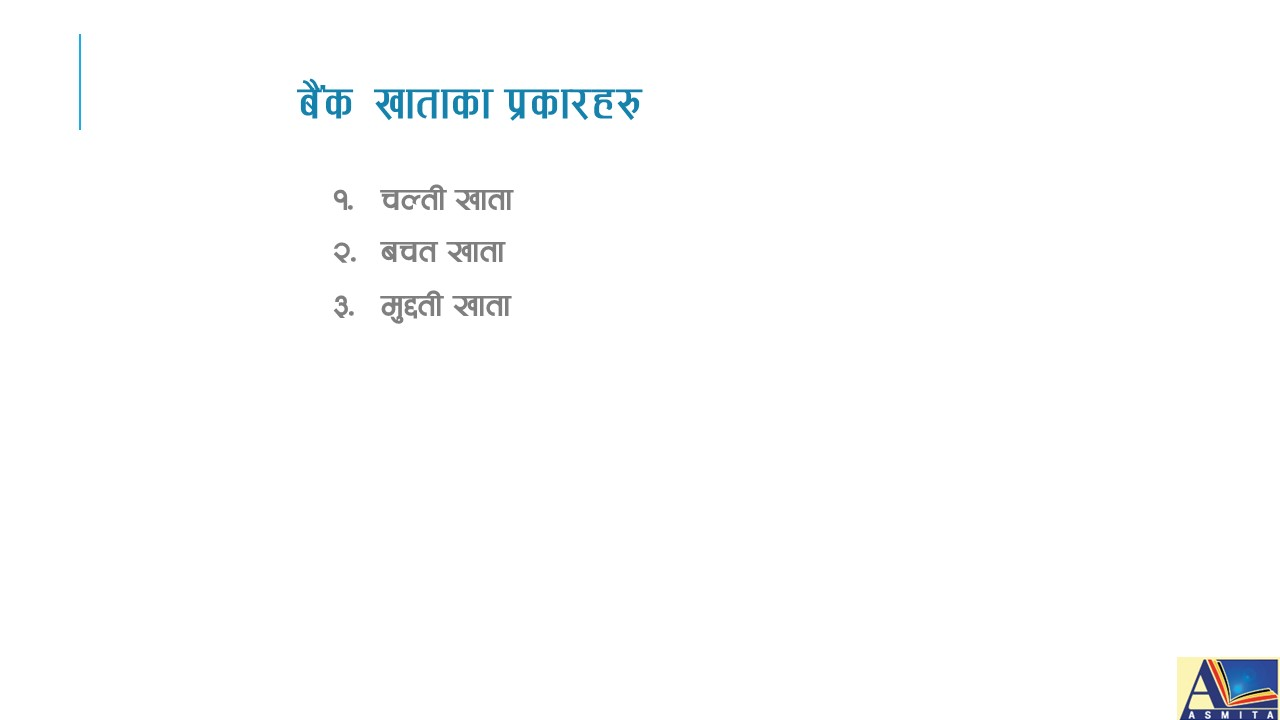 बैंक खाताका प्रकारहरु
१. चल्ती खाता
२. बचत खाता
३. मुद्दती खाता
ASMITA